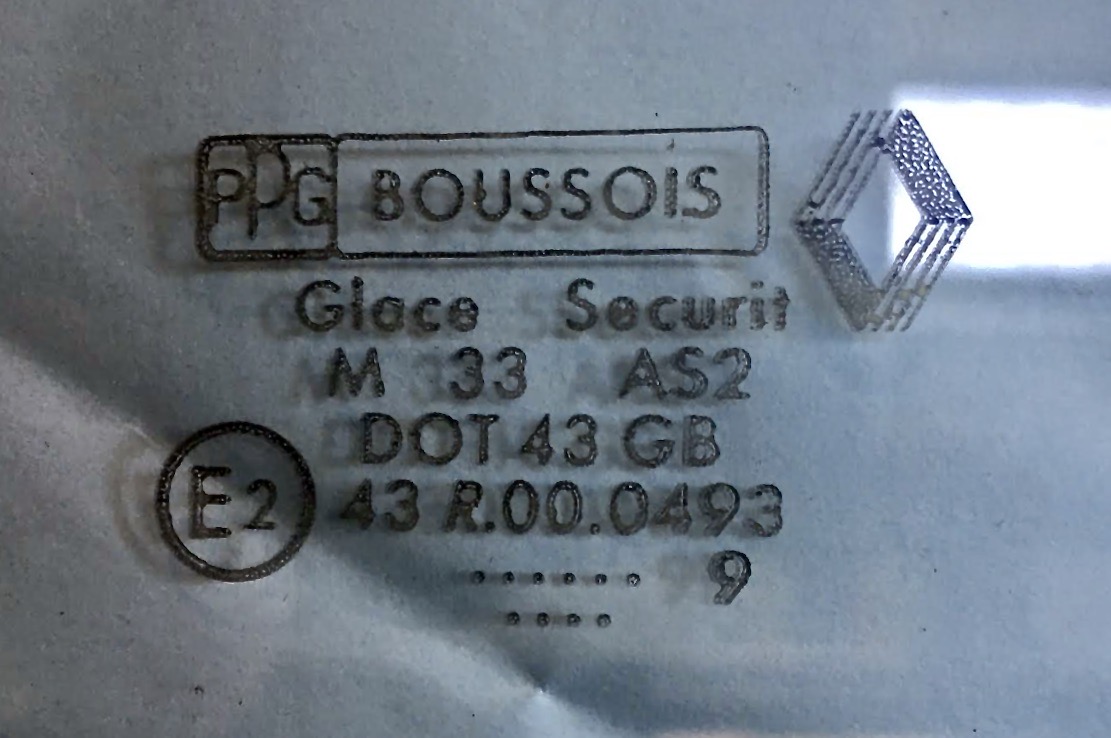 PPG BOUSSOIS
Glace Securit
M 33 AS2
DOT 43 GB
E2 43 R.00.0493
...... 9
....